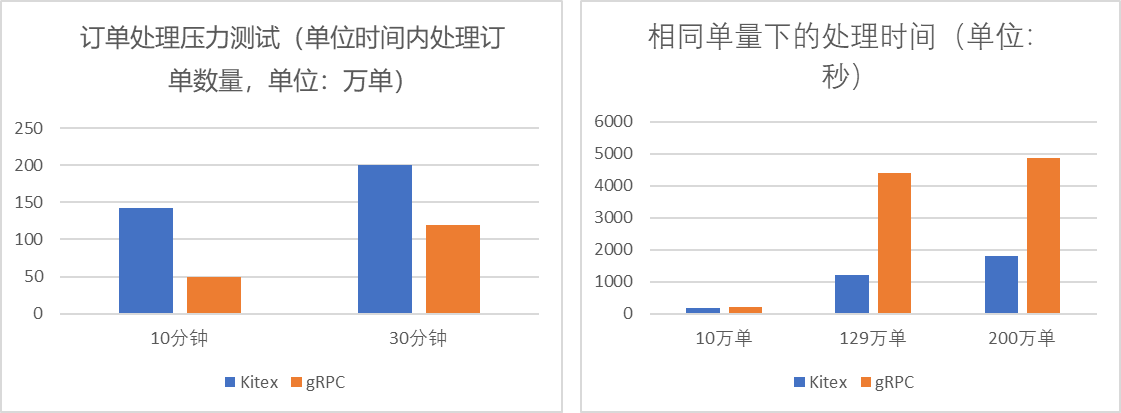 订单处理压力测试（单位时间内处理订
单数量，单位：万单）
250
200
150
100
50
0
10分钟
30分钟
Kitex
gRPC
相同单量下的处理时间（单位：
秒）
6000
5000
4000
3000
2000
1000
0
10万单
129万单
200万单
Kitex
gRPC